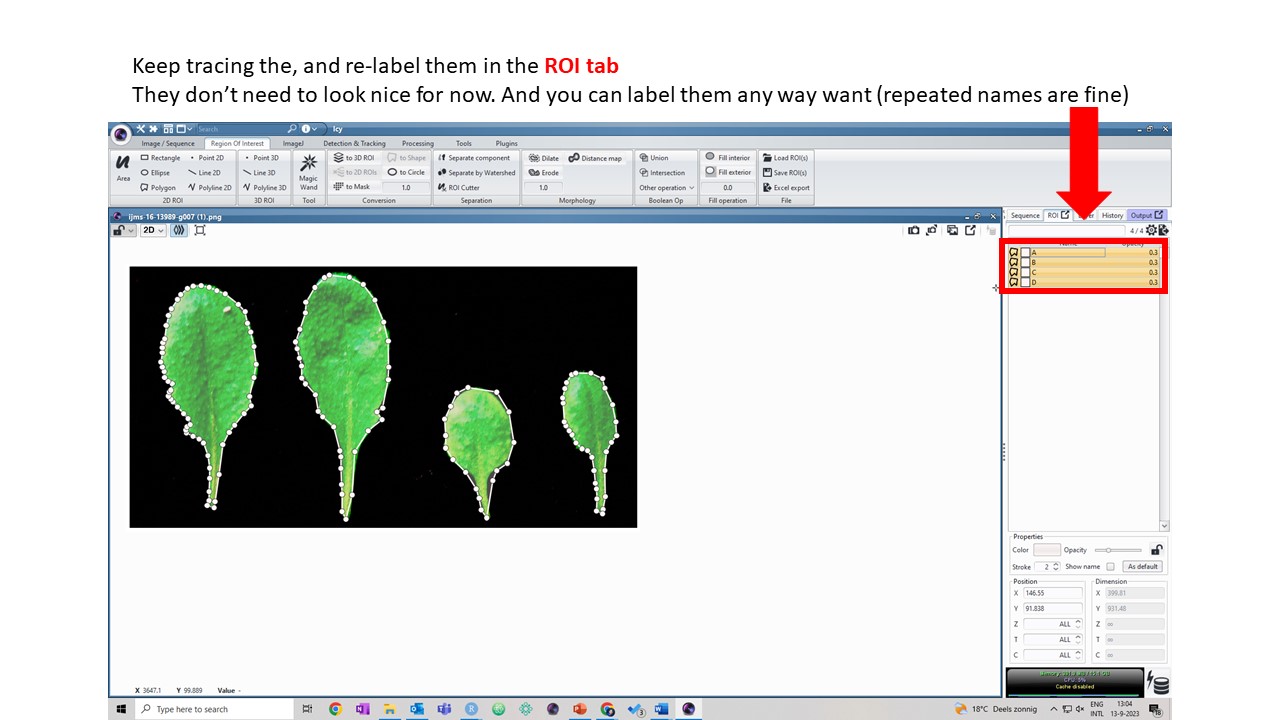 Keep tracing the, and re-label them in the ROI tab
They don’t need to look nice for now. And you can label them any way want (repeated names are fine)
Search
Icy
Image / Sequence Region Of Interest ImageJ Detection & Tracking Processing Tools Plugins
Area
Rectangle
Ellipse
Polygon
Point 2D
Line 2D
Polyline 2D
2D ROI
Point 3D
Line 3D
Polyline 3D
3D ROI
Magic
Wand
Tool
to 3D ROI
to 2D ROIs
to Mask
to Shape
to Circle
1.0
Conversion
Separate component
Separate by Watershed
ROI Cutter
Separation
Dilate
Erode
1.0
Distance map
Morphology
Union
Intersection
Other operation
Boolean Op
Fill interior
Fill exterior
0.0
Fill operation
Load ROI(s)
Save ROI(s)
Excel export
File
ijms-16-13989-g007 (1).png
2D
Sequence ROI History Output
4 / 4
A 0.3
B 0.3
C 0.3
D 0.3
Properties
Color Opacity
Stroke 2 Show name As default
Position Dimension
X 146.55 X 399.81
Y 91.838 Y 931.48
Z ALL Z ∞
T ALL T ∞
C ALL C ∞
CPU: 5%
Cache disabled
X 3647.1 Y 99.889 Value -
Type here to search
18°C Deels zonnig
ENG
INTL
13:04
13-9-2023